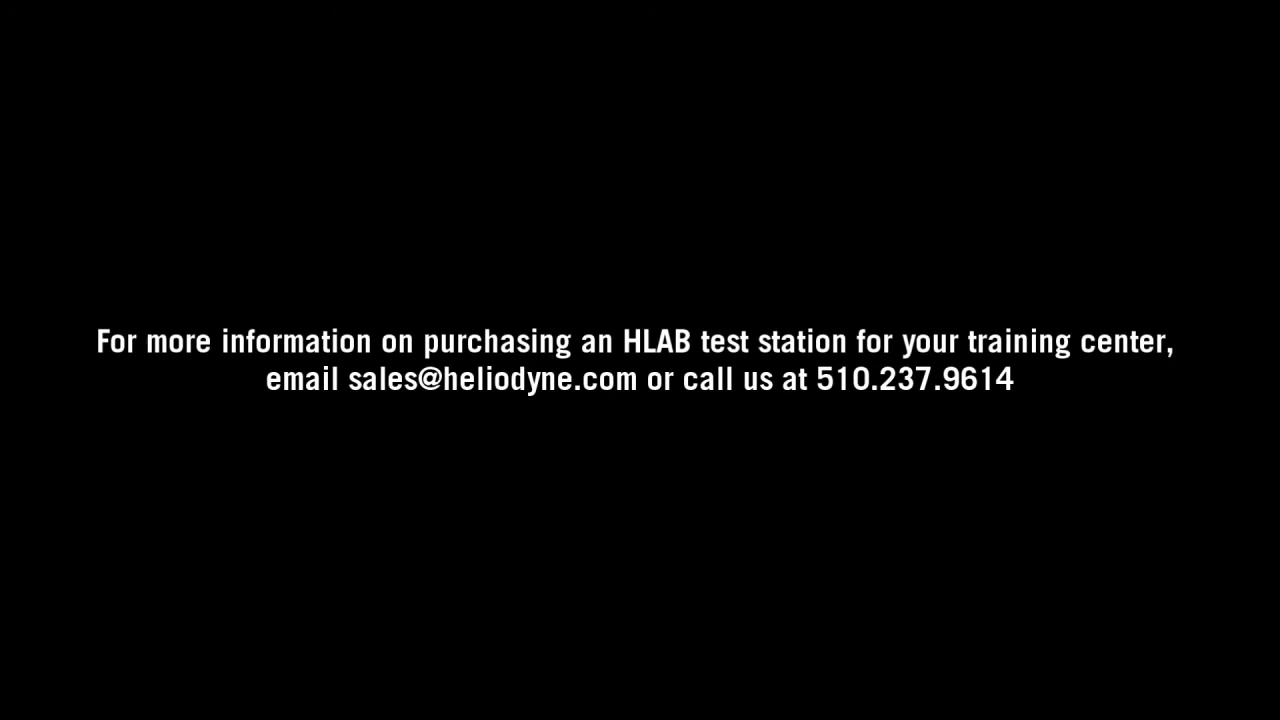 For more information on purchasing an HLAB test station for your training center,
email sales@heliodyne.com or call us at 510.237.9614